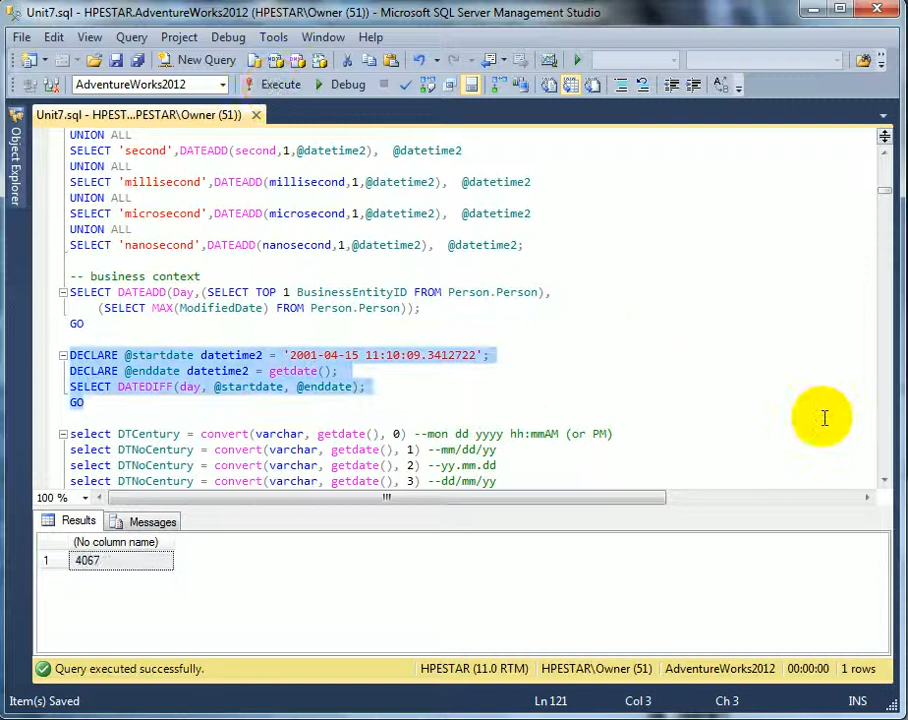 Unit7.sql - HPESTAR.AdventureWorks2012 (HPESTAR\Owner (51)) - Microsoft SQL Server Management Studio
File Edit View Query Project Debug Tools Window Help
New Query
AdventureWorks2012 Execute Debug
Unit7.sql - HPEST...PESTAR\Owner (51))
Object Explorer
UNION ALL
SELECT 'second',DATEADD(second,1,@datetime2), @datetime2
UNION ALL
SELECT 'millisecond',DATEADD(millisecond,1,@datetime2), @datetime2
UNION ALL
SELECT 'microsecond',DATEADD(microsecond,1,@datetime2), @datetime2
UNION ALL
SELECT 'nanosecond',DATEADD(nanosecond,1,@datetime2), @datetime2;
-- business context
SELECT DATEADD(Day,(SELECT TOP 1 BusinessEntityID FROM Person.Person),
(SELECT MAX(ModifiedDate) FROM Person.Person));
GO
DECLARE @startdate datetime2 = '2001-04-15 11:10:09.3412722';
DECLARE @enddate datetime2 = getdate();
SELECT DATEDIFF(day, @startdate, @enddate);
GO
select DTCentury = convert(varchar, getdate(), 0) --mon dd yyyy hh:mmAM (or PM)
select DTNoCentury = convert(varchar, getdate(), 1) --mm/dd/yy
select DTNoCentury = convert(varchar, getdate(), 2) --yy.mm.dd
select DTNoCentury = convert(varchar, getdate(), 3) --dd/mm/yy
100 %
Results Messages
(No column name)
1 4067
Query executed successfully. HPESTAR (11.0 RTM) HPESTAR\Owner (51) AdventureWorks2012 00:00:00 1 rows
Item(s) Saved Ln 121 Col 3 Ch 3 INS